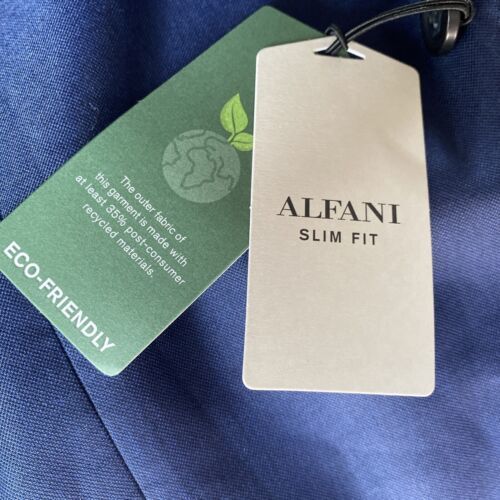 The outer fabric of
this garment is made with
at least 35% post-consumer
recycled materials.
ECO-FRIENDLY
ALFANI
SLIM FIT